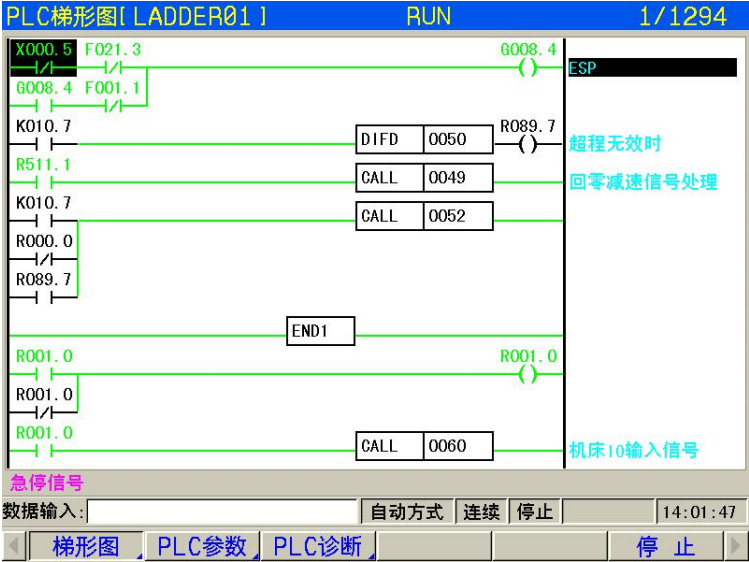 PLC梯形图[LADDER01] RUN 1/1294
X000.5 F021.3 G008.4
ESP
G008.4 F001.1
K010.7 DIFD 0050 R089.7 超程无效时
R511.1 CALL 0049 回零减速信号处理
K010.7 CALL 0052
R000.0
R089.7
END1
R001.0 R001.0
R001.0
R001.0 CALL 0060 机床IO输入信号
急停信号
数据输入: 自动方式 连续 停止 14:01:47
梯形图 PLC参数 PLC诊断 停止